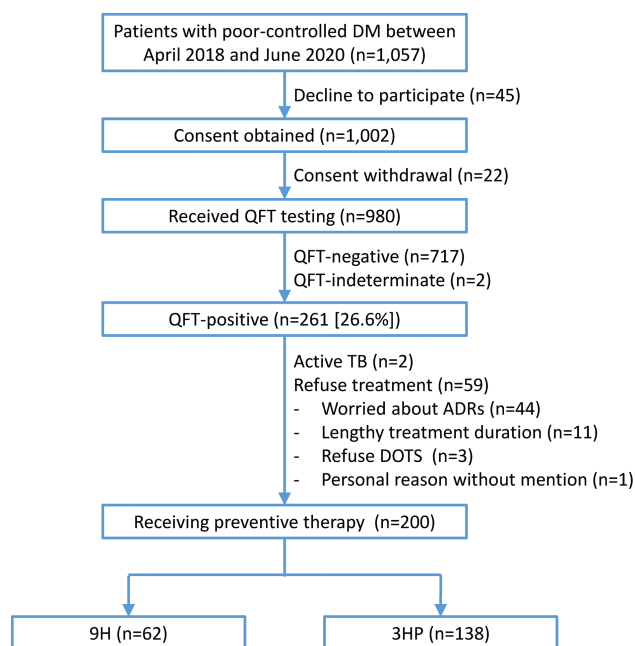 Patients with poor-controlled DM between
April 2018 and June 2020 (n=1,057)
Decline to participate (n=45)
Consent obtained (n=1,002)
Consent withdrawal (n=22)
Received QFT testing (n=980)
QFT-negative (n=717)
QFT-indeterminate (n=2)
QFT-positive (n=261 [26.6%])
Active TB (n=2)
Refuse treatment (n=59)
- Worried about ADRs (n=44)
- Lengthy treatment duration (n=11)
- Refuse DOTS (n=3)
- Personal reason without mention (n=1)
Receiving preventive therapy (n=200)
9H (n=62)
3HP (n=138)